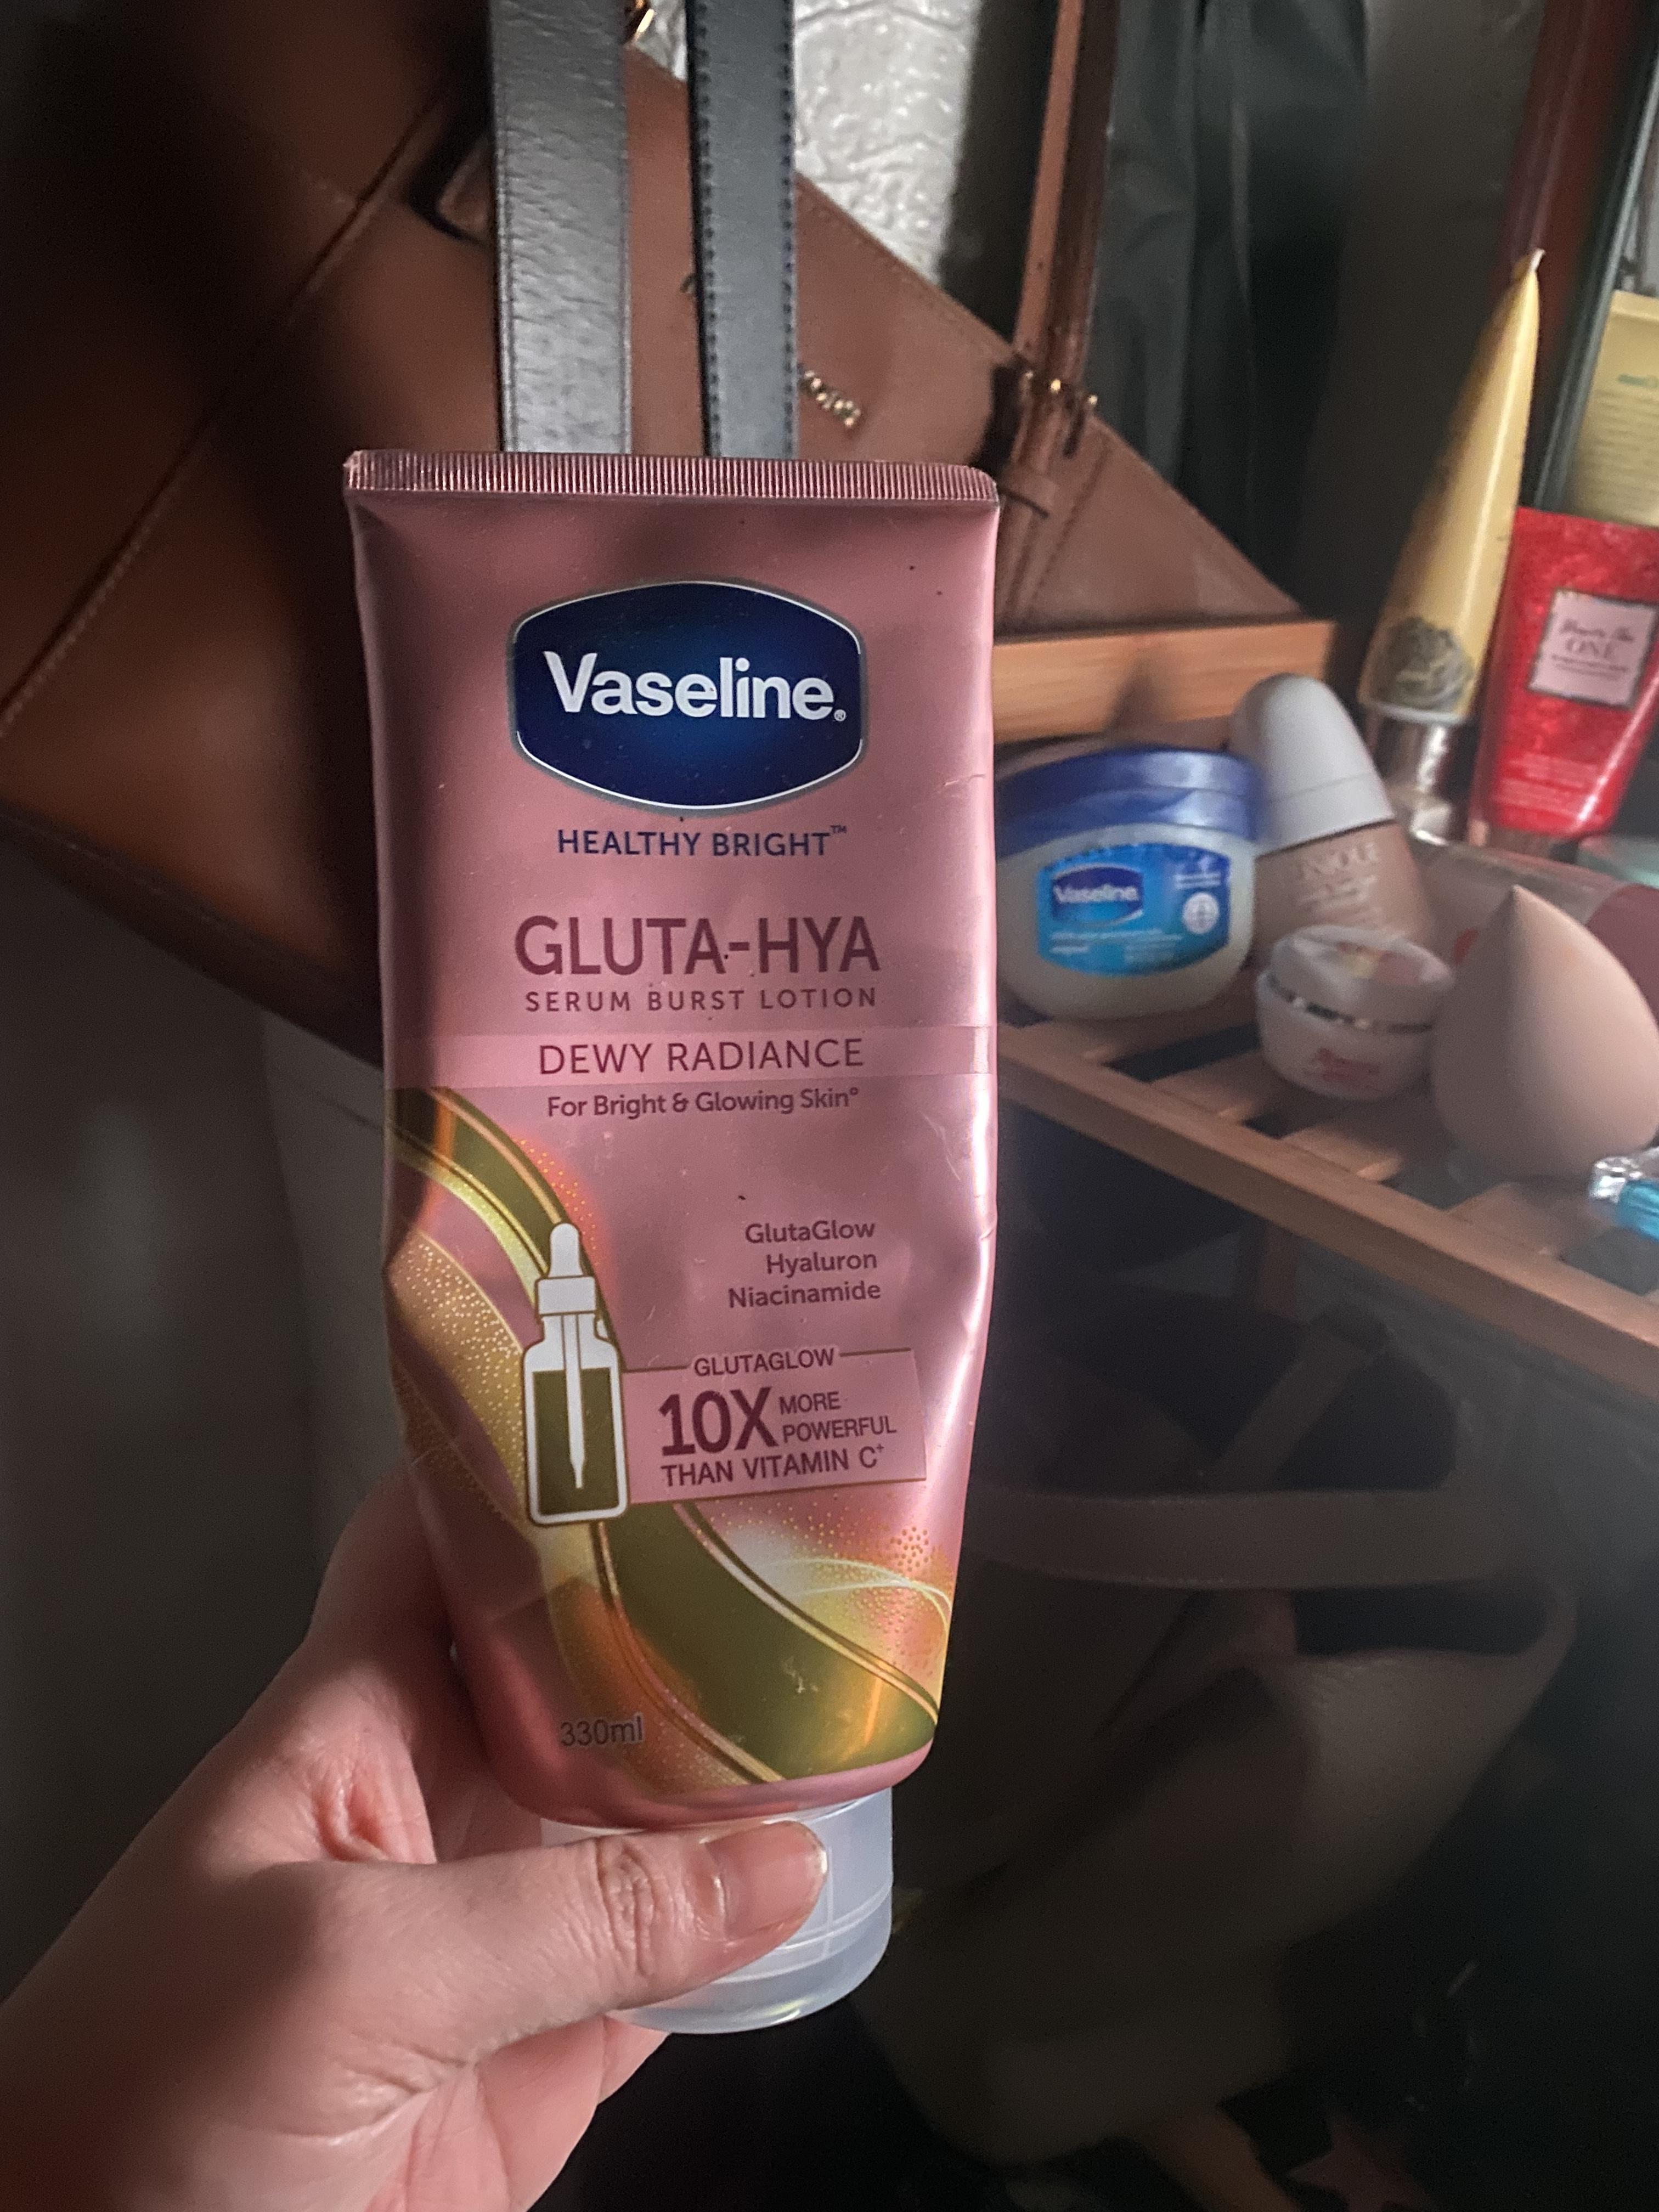 Vaseline®
HEALTHY BRIGHT™
GLUTA-HYA
SERUM BURST LOTION
DEWY RADIANCE
For Bright & Glowing Skin°
GlutaGlow
Hyaluron
Niacinamide
GLUTAGLOW
10X MORE
POWERFUL
THAN VITAMIN C⁺
330ml
Vaseline
ONE